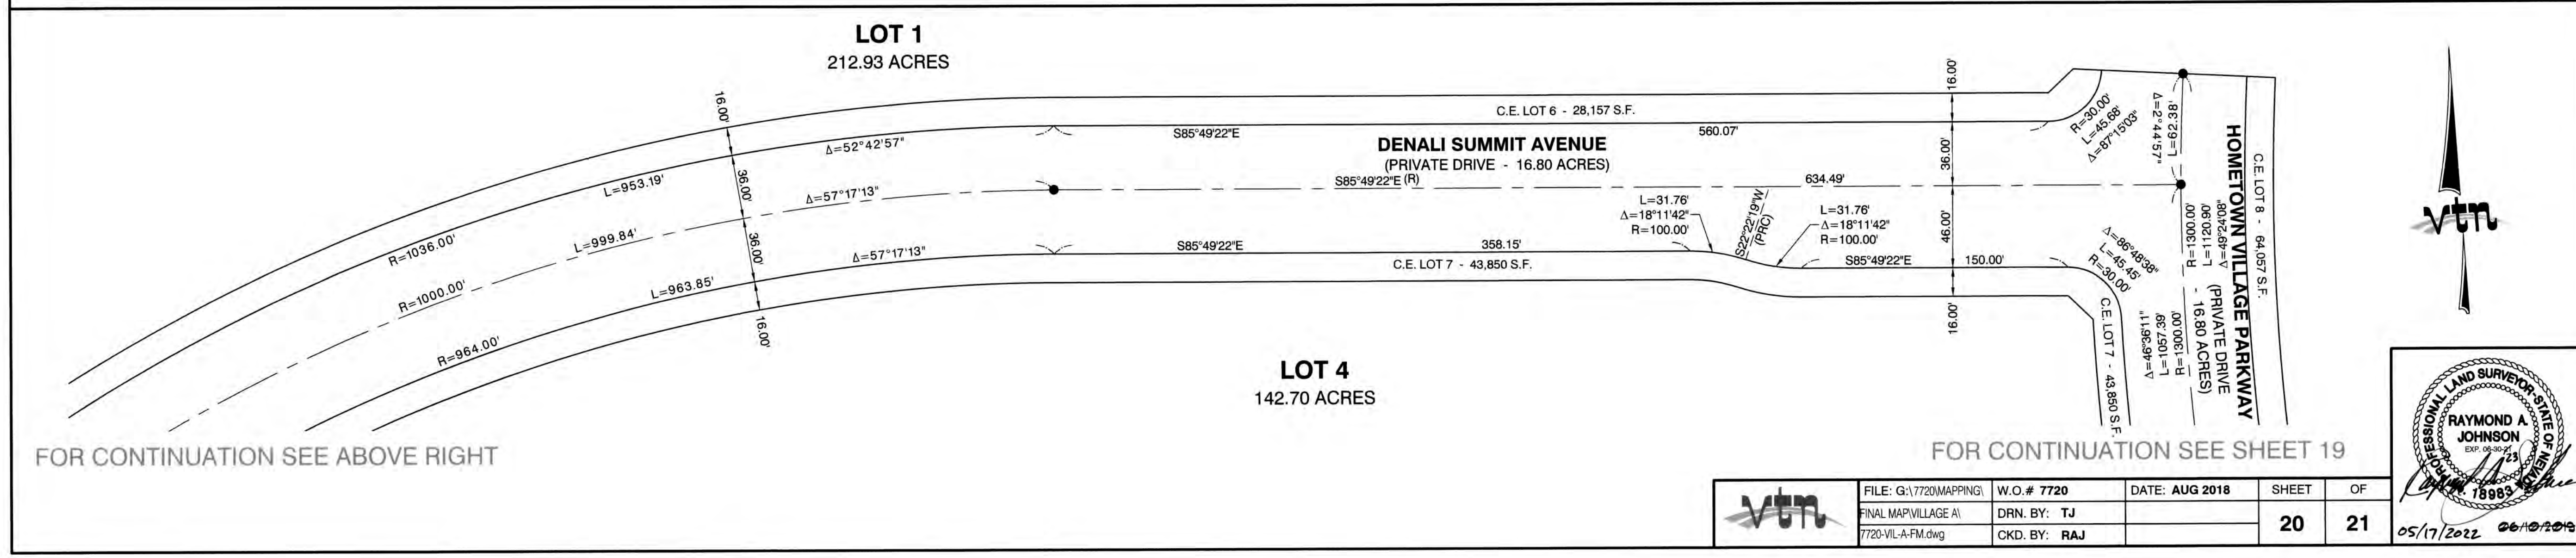 LOT 1
212.93 ACRES
16.00'
36.00'
36.00'
16.00'
Δ=52°42'57"
L=953.19'
R=1036.00'
Δ=57°17'13"
L=999.84'
R=1000.00'
Δ=57°17'13"
L=963.85'
R=964.00'
C.E. LOT 6 - 28,157 S.F.
S85°49'22"E
560.07'
DENALI SUMMIT AVENUE
(PRIVATE DRIVE - 16.80 ACRES)
S85°49'22"E (R)
634.49'
S85°49'22"E
358.15'
C.E. LOT 7 - 43,850 S.F.
L=31.76'
Δ=18°11'42"
R=100.00'
S22°22'19"W
(PRC)
L=31.76'
Δ=18°11'42"
R=100.00'
S85°49'22"E
150.00'
16.00'
36.00'
46.00'
16.00'
R=30.00'
L=45.68'
Δ=87°15'03"
Δ=2°44'57"
L=62.38'
Δ=86°48'38"
L=45.45'
R=30.00'
R=1300.00'
L=1120.90'
Δ=49°24'08"
Δ=46°36'11"
L=1057.39'
R=1300.00'
HOMETOWN VILLAGE PARKWAY
(PRIVATE DRIVE
- 16.80 ACRES)
C.E. LOT 8 - 64,057 S.F.
C.E. LOT 7 - 43,850 S.F.
LOT 4
142.70 ACRES
FOR CONTINUATION SEE ABOVE RIGHT
FOR CONTINUATION SEE SHEET 19
vtn
PROFESSIONAL LAND SURVEYOR-STATE OF NEVADA
RAYMOND A.
JOHNSON
EXP. 06-30-21
23
18983
05/17/2022
06/10/2019
vtn
FILE: G:\7720\MAPPING\
FINAL MAP\VILLAGE A\
7720-VIL-A-FM.dwg
W.O.# 7720
DRN. BY: TJ
CKD. BY: RAJ
DATE: AUG 2018
SHEET OF
20 21